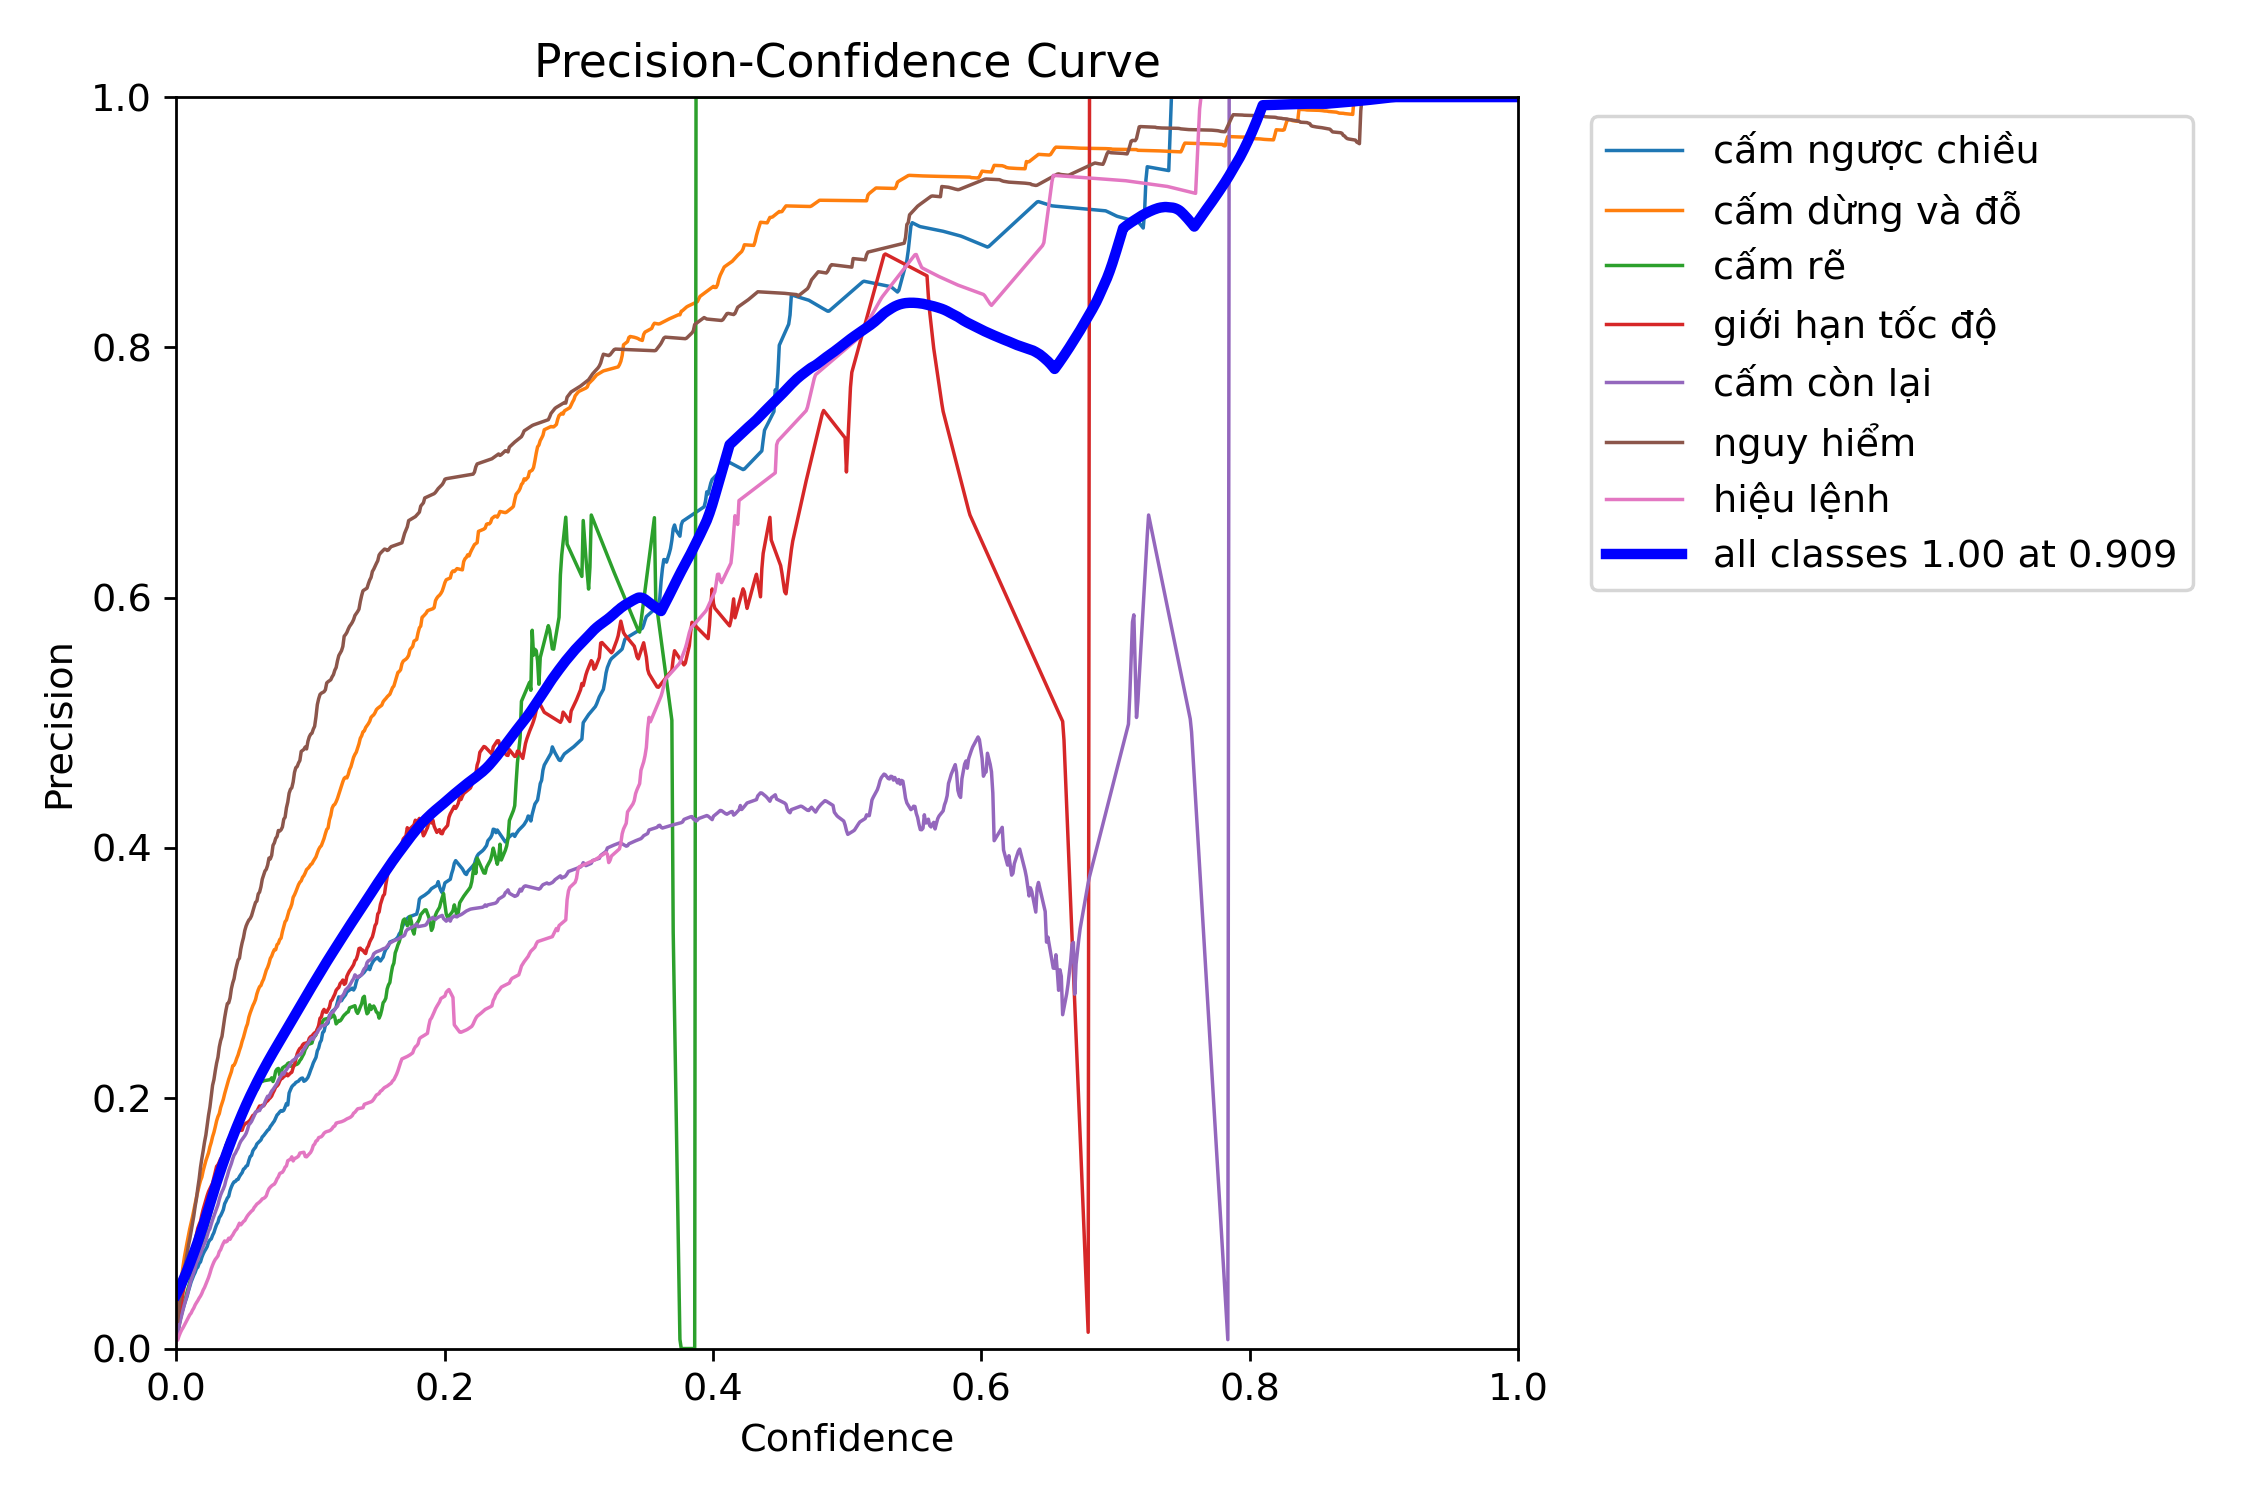 Precision-Confidence Curve
1.0
0.8
0.6
0.4
0.2
0.0
Precision
0.0 0.2 0.4 0.6 0.8 1.0
Confidence
cấm ngược chiều
cấm dừng và đỗ
cấm rẽ
giới hạn tốc độ
cấm còn lại
nguy hiểm
hiệu lệnh
all classes 1.00 at 0.909